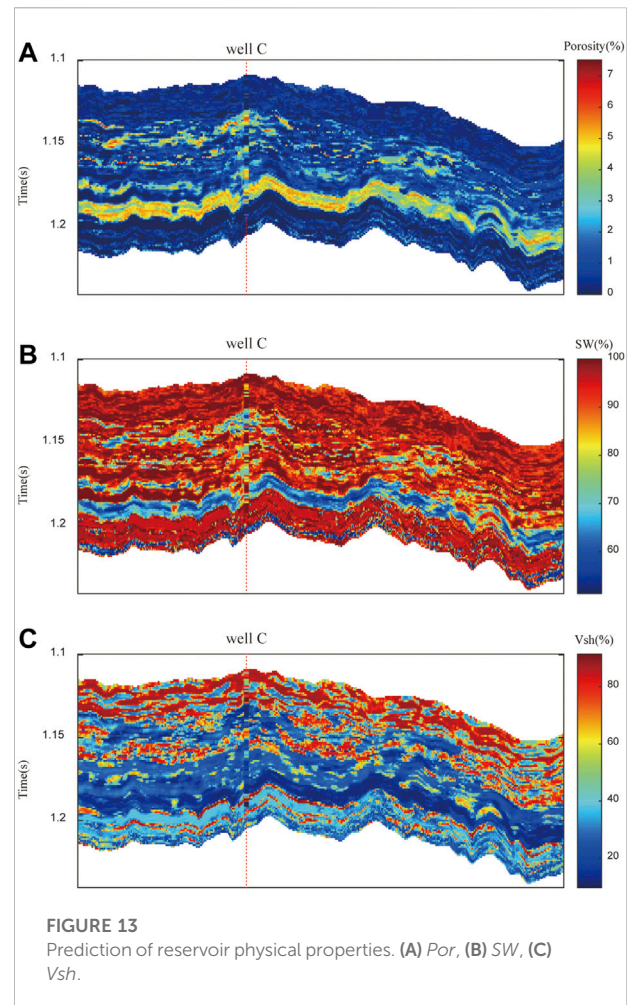 A
well C
Porosity(%)
1.1
1.15
1.2
Time(s)
7
6
5
4
3
2
1
0
B
well C
SW(%)
1.1
1.15
1.2
Time(s)
100
90
80
70
60
C
well C
Vsh(%)
1.1
1.15
1.2
Time(s)
80
60
40
20
FIGURE 13
Prediction of reservoir physical properties. (A) Por, (B) SW, (C)
Vsh.